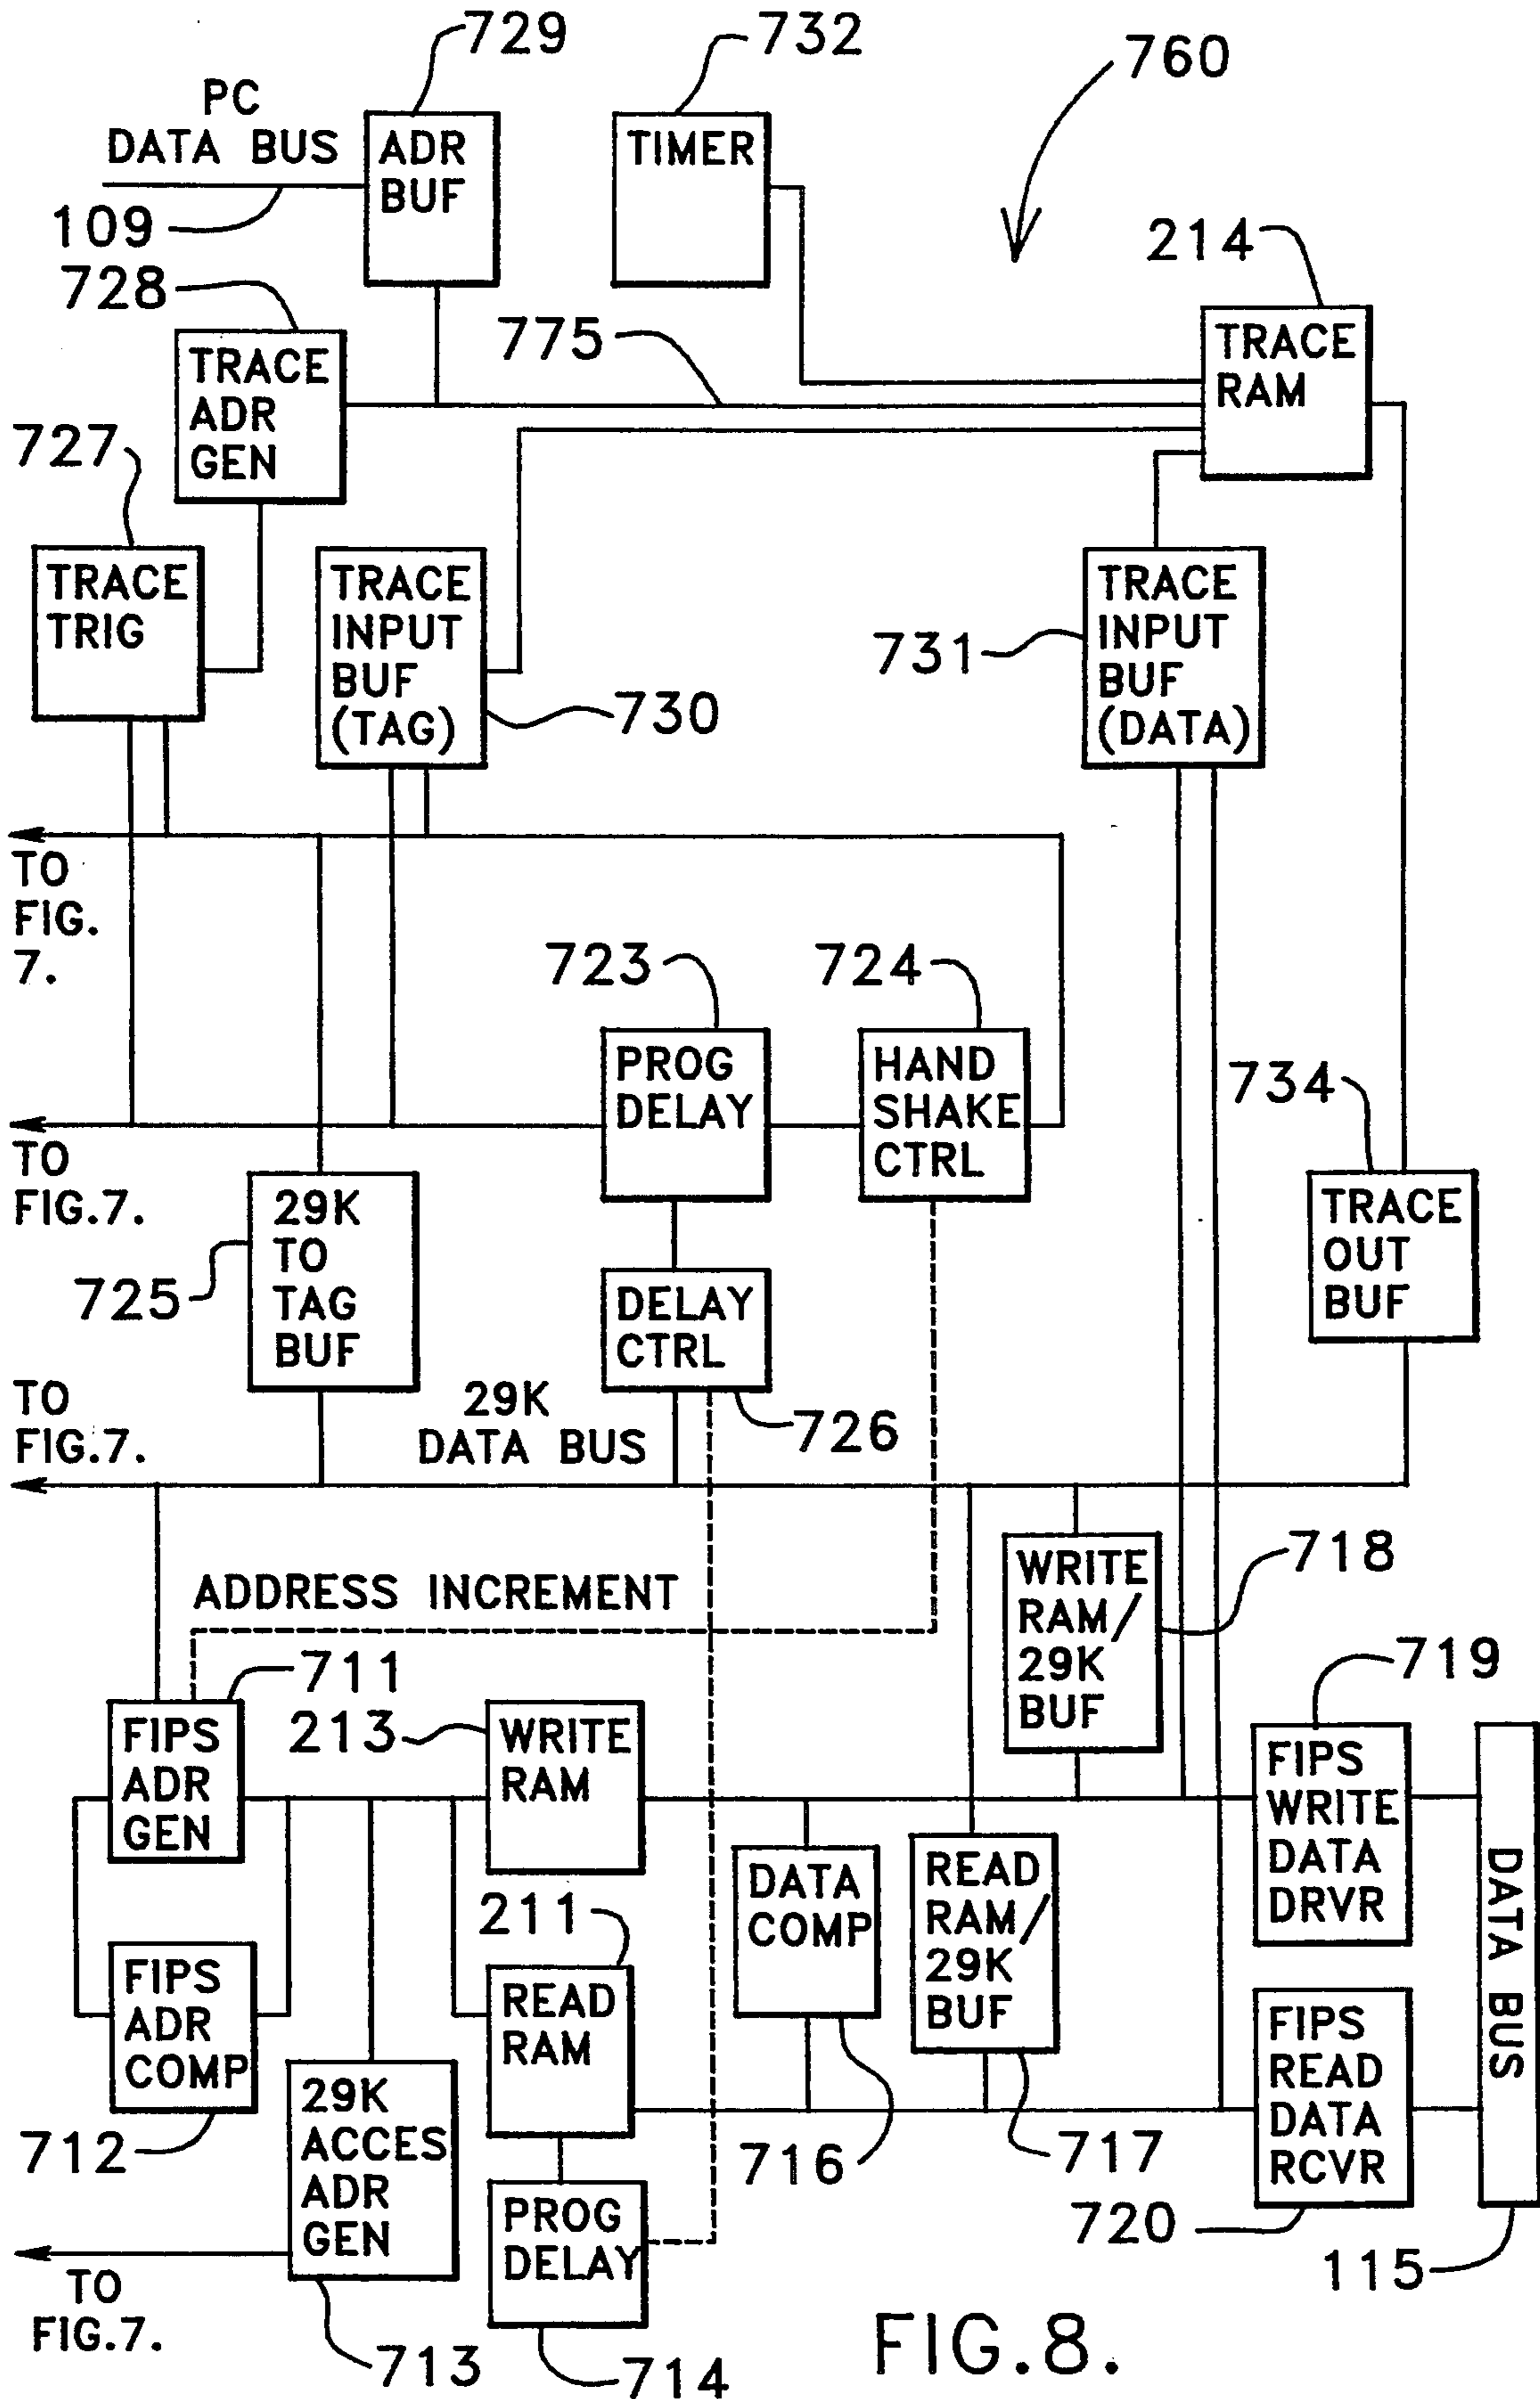 729
732
760
PC
DATA BUS
ADR
BUF
TIMER
109
214
728
775
TRACE
RAM
TRACE
ADR
GEN
727
TRACE
TRIG
TRACE
INPUT
BUF
(TAG)
730
731
TRACE
INPUT
BUF
(DATA)
TO
FIG.
7.
723
724
PROG
DELAY
HAND
SHAKE
CTRL
734
TO
FIG.7.
29K
TO
TAG
BUF
725
DELAY
CTRL
726
TRACE
OUT
BUF
TO
FIG.7.
29K
DATA BUS
ADDRESS INCREMENT
WRITE
RAM/
29K
BUF
718
711
213
719
FIPS
ADR
GEN
WRITE
RAM
FIPS
WRITE
DATA
DRVR
DATA BUS
211
DATA
COMP
READ
RAM/
29K
BUF
FIPS
ADR
COMP
READ
RAM
FIPS
READ
DATA
RCVR
712
29K
ACCES
ADR
GEN
716
717
720
PROG
DELAY
115
TO
FIG.7.
713
714
FIG.8.